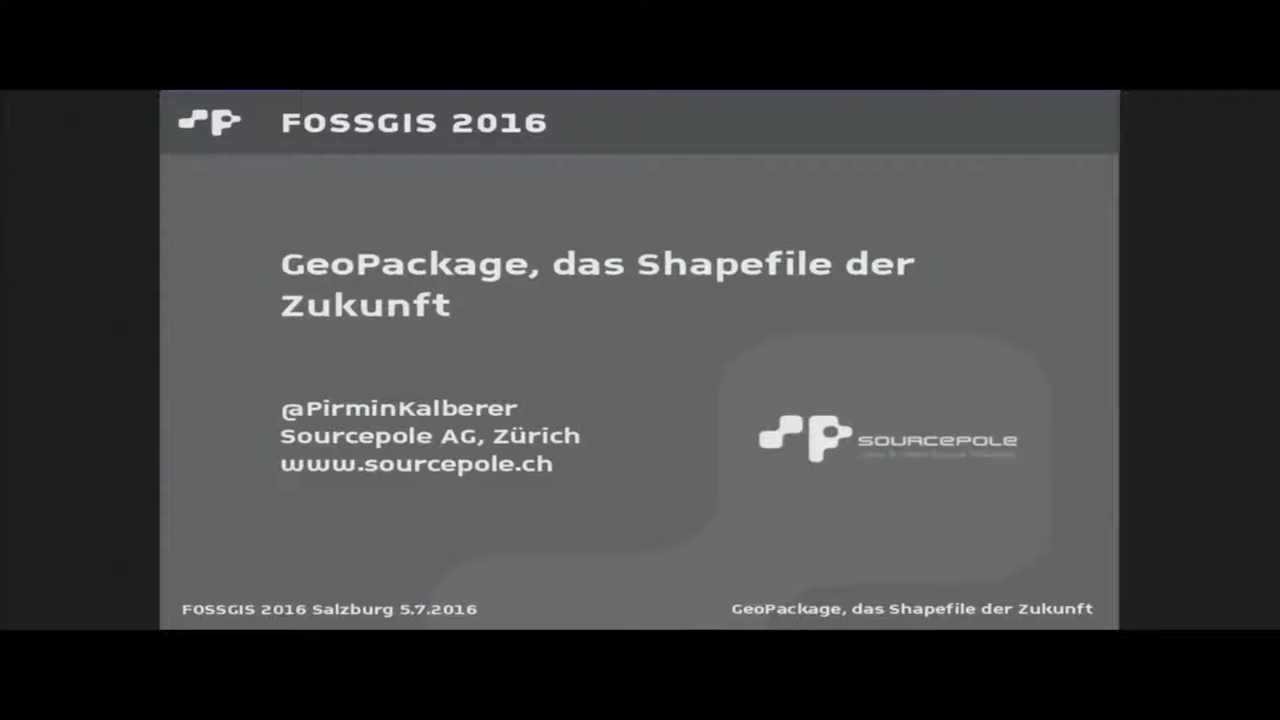 FOSSGIS 2016
GeoPackage, das Shapefile der
Zukunft
@PirminKalberer
Sourcepole AG, Zürich
www.sourcepole.ch
SOURCEPOLE
FOSSGIS 2016 Salzburg 5.7.2016
GeoPackage, das Shapefile der Zukunft